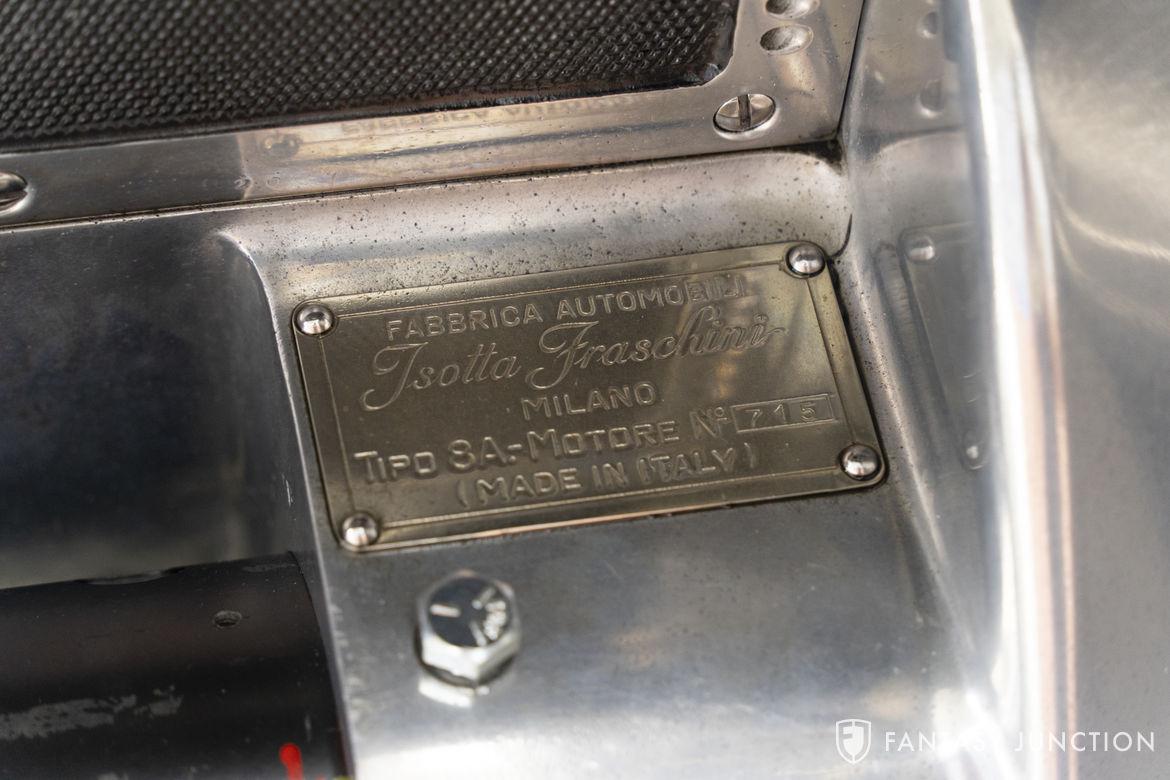 FABBRICA AUTOMOBILI
Isotta Fraschini
MILANO
TIPO 8A.-MOTORE Nº 715
(MADE IN ITALY)
FANTASY JUNCTION